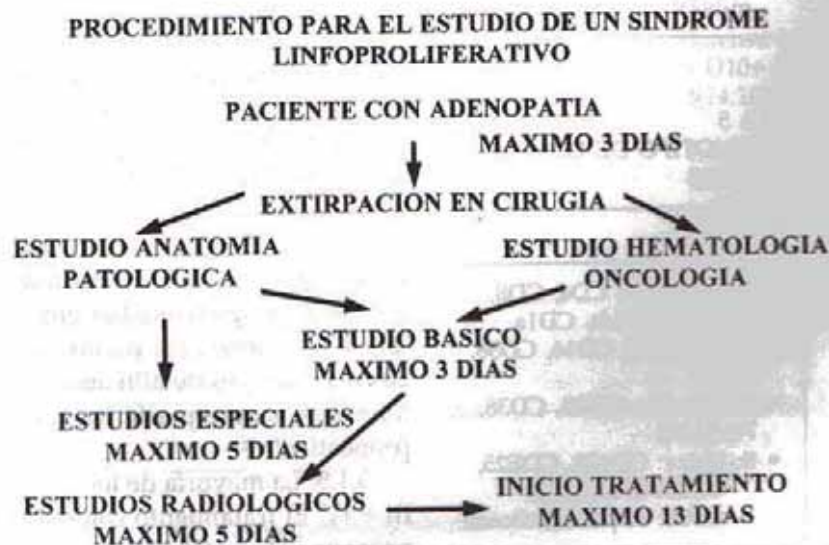 PROCEDIMIENTO PARA EL ESTUDIO DE UN SINDROME
LINFOPROLIFERATIVO
PACIENTE CON ADENOPATIA
MAXIMO 3 DIAS
EXTIRPACION EN CIRUGIA
ESTUDIO ANATOMIA
PATOLOGICA
ESTUDIO HEMATOLOGIA
ONCOLOGIA
ESTUDIO BASICO
MAXIMO 3 DIAS
ESTUDIOS ESPECIALES
MAXIMO 5 DIAS
ESTUDIOS RADIOLOGICOS
MAXIMO 5 DIAS
INICIO TRATAMIENTO
MAXIMO 13 DIAS